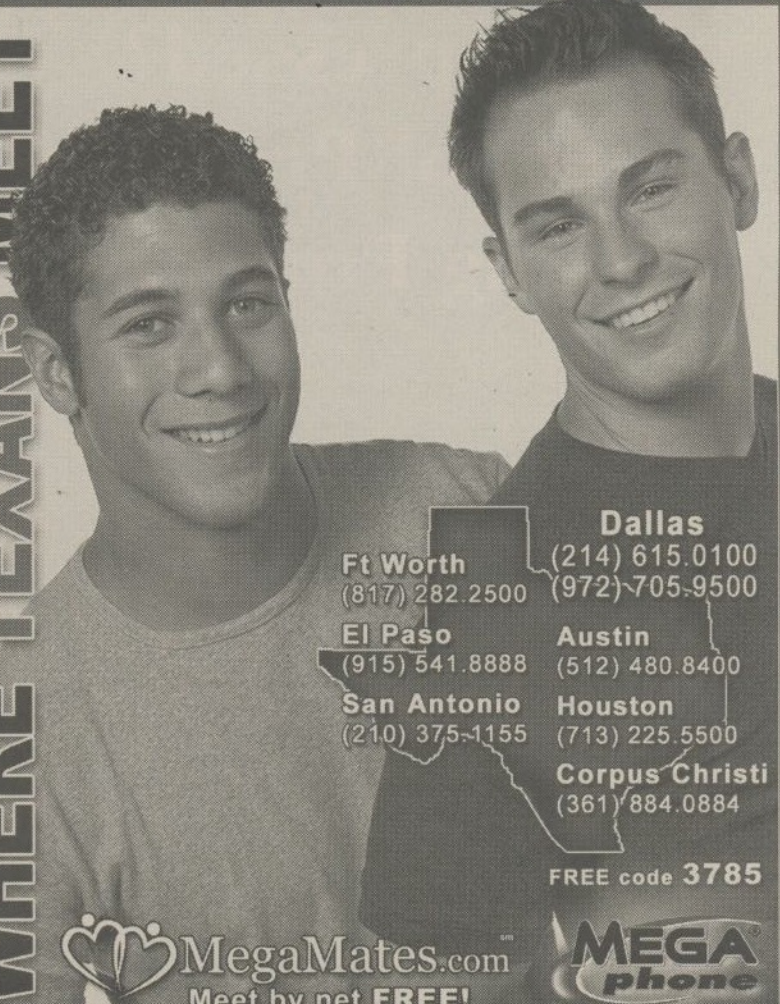 WHERE TEXANS MEET
Dallas
(214) 615.0100
(972) 705.9500
Ft Worth
(817) 282.2500
El Paso
(915) 541.8888
Austin
(512) 480.8400
San Antonio
(210) 375.1155
Houston
(713) 225.5500
Corpus Christi
(361) 884.0884
FREE code 3785
MegaMates.com℠
Meet by net FREE!
MEGA®
phone